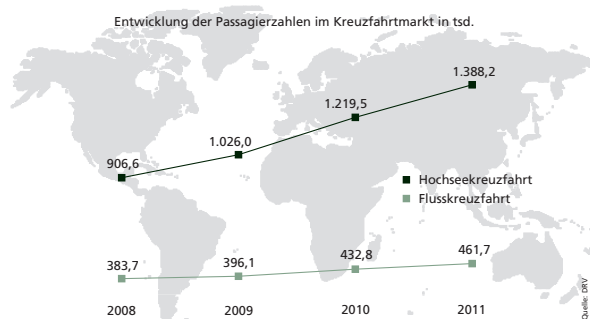 Entwicklung der Passagierzahlen im Kreuzfahrtmarkt in tsd.
1.388,2
1.219,5
1.026,0
906,6
Hochseekreuzfahrt
Flusskreuzfahrt
383,7 396,1 432,8 461,7
2008 2009 2010 2011
Quelle: DRV